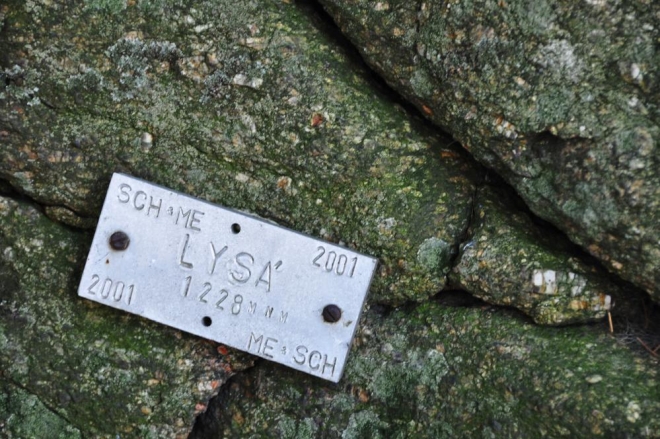 SCH + ME
LYSÁ 2001
2001 1228 M N M
ME + SCH